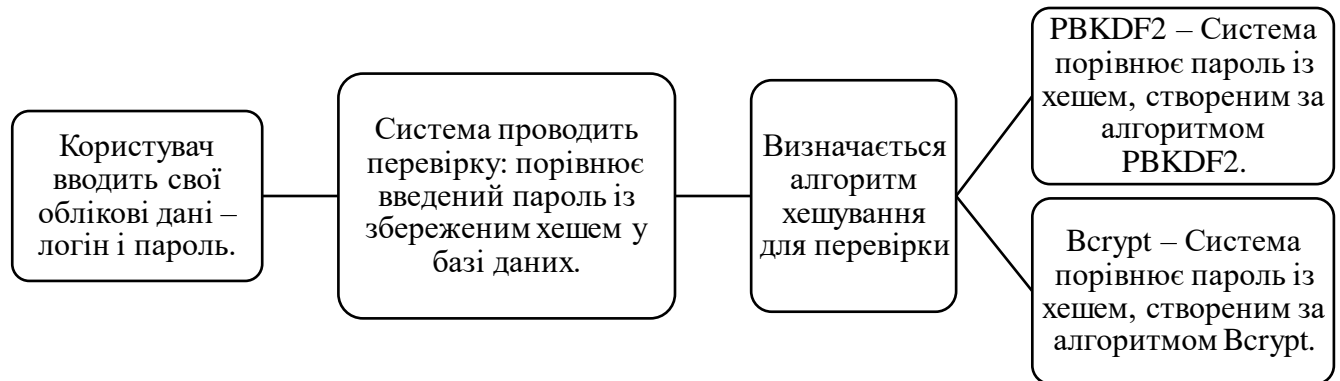 Користувач
вводить свої
облікові дані –
логін і пароль.
Система проводить
перевірку: порівнює
введений пароль із
збереженим хешем у
базі даних.
Визначається
алгоритм
хешування
для перевірки
PBKDF2 – Система
порівнює пароль із
хешем, створеним за
алгоритмом
PBKDF2.
Bcrypt – Система
порівнює пароль із
хешем, створеним за
алгоритмом Bcrypt.